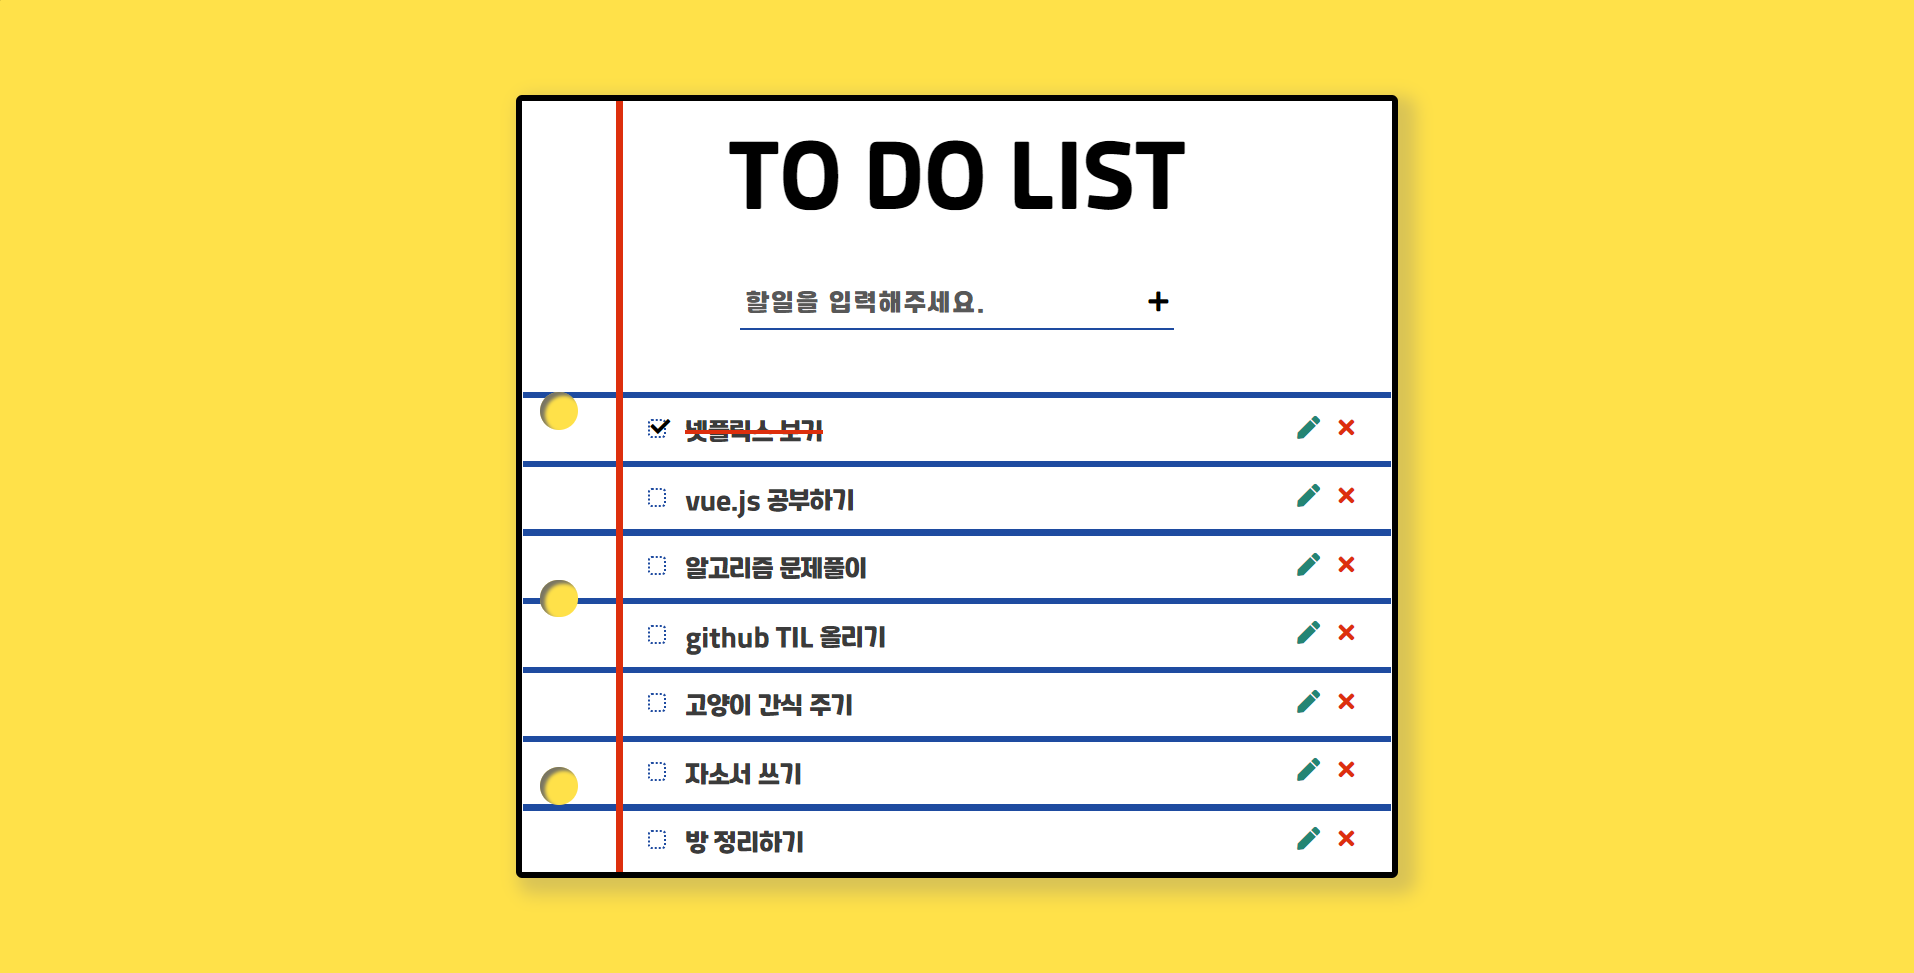 TO DO LIST
할일을 입력해주세요.
넷플릭스 보기
vue.js 공부하기
알고리즘 문제풀이
github TIL 올리기
고양이 간식 주기
자소서 쓰기
방 정리하기